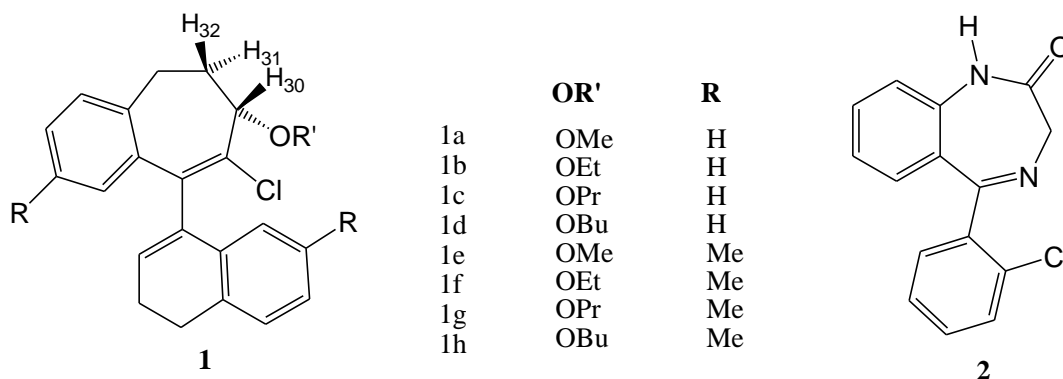 H32
H31
H30
OR'
Cl
R
R
1
OR' R
1a OMe H
1b OEt H
1c OPr H
1d OBu H
1e OMe Me
1f OEt Me
1g OPr Me
1h OBu Me
H
N
O
N
C
2